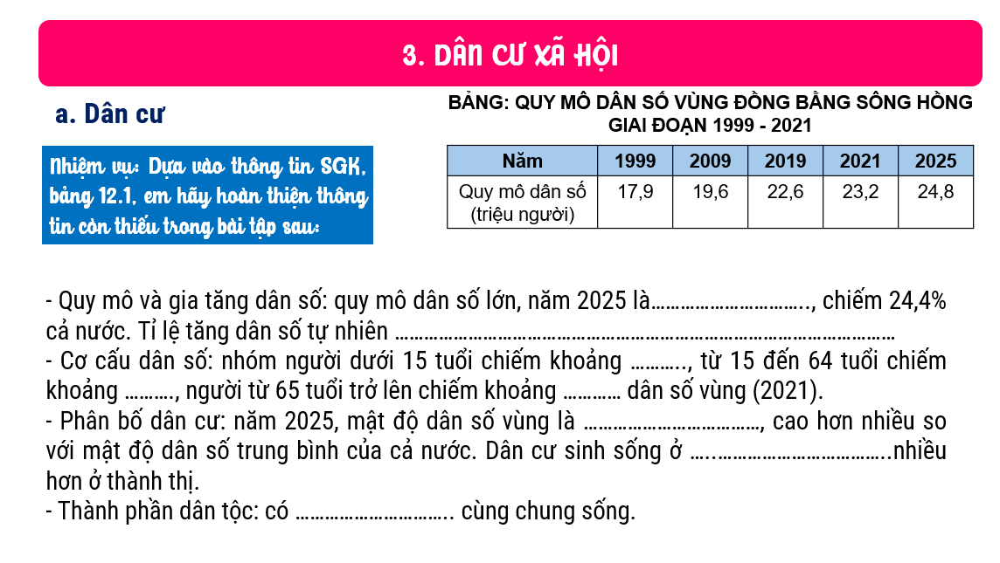 3. DÂN CƯ XÃ HỘI
a. Dân cư
BẢNG: QUY MÔ DÂN SỐ VÙNG ĐỒNG BẰNG SÔNG HỒNG
GIAI ĐOẠN 1999 - 2021
Nhiệm vụ: Dựa vào thông tin SGK,
bảng 12.1, em hãy hoàn thiện thông
tin còn thiếu trong bài tập sau:
Năm 1999 2009 2019 2021 2025
Quy mô dân số 17,9 19,6 22,6 23,2 24,8
(triệu người)
- Quy mô và gia tăng dân số: quy mô dân số lớn, năm 2025 là………………………….., chiếm 24,4%
cả nước. Tỉ lệ tăng dân số tự nhiên ……………………………………………………………………..…………………
- Cơ cấu dân số: nhóm người dưới 15 tuổi chiếm khoảng ……….., từ 15 đến 64 tuổi chiếm
khoảng ………., người từ 65 tuổi trở lên chiếm khoảng ………… dân số vùng (2021).
- Phân bố dân cư: năm 2025, mật độ dân số vùng là ………………………………, cao hơn nhiều so
với mật độ dân số trung bình của cả nước. Dân cư sinh sống ở …..……………………………..nhiều
hơn ở thành thị.
- Thành phần dân tộc: có ………………………….. cùng chung sống.